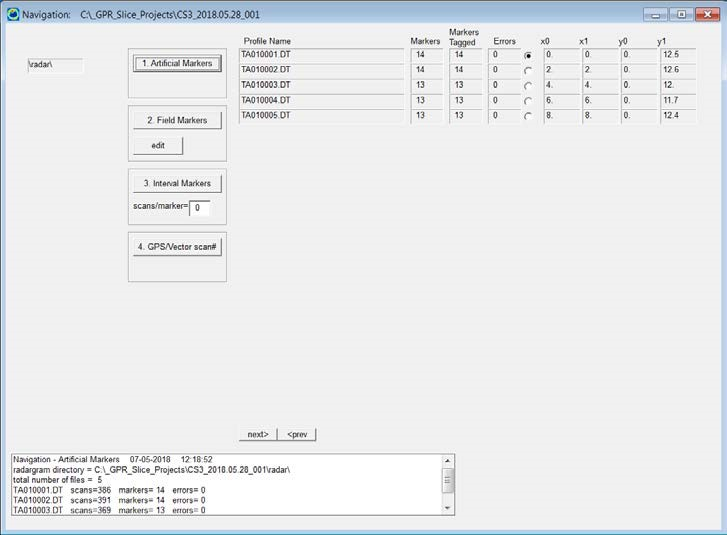 Navigation: C:\_GPR_Slice_Projects\CS3_2018.05.28_001
\radar\
1. Artificial Markers
2. Field Markers
edit
3. Interval Markers
scans/marker= 0
4. GPS/Vector scan#
Profile Name Markers Markers Tagged Errors x0 x1 y0 y1
TA010001.DT 14 14 0 0. 0. 0. 12.5
TA010002.DT 14 14 0 2. 2. 0. 12.6
TA010003.DT 13 13 0 4. 4. 0. 12.
TA010004.DT 13 13 0 6. 6. 0. 11.7
TA010005.DT 13 13 0 8. 8. 0. 12.4
next> <prev
Navigation - Artificial Markers 07-05-2018 12:18:52
radargram directory = C:\_GPR_Slice_Projects\CS3_2018.05.28_001\radar\
total number of files = 5
TA010001.DT scans=386 markers= 14 errors= 0
TA010002.DT scans=391 markers= 14 errors= 0
TA010003.DT scans=369 markers= 13 errors= 0